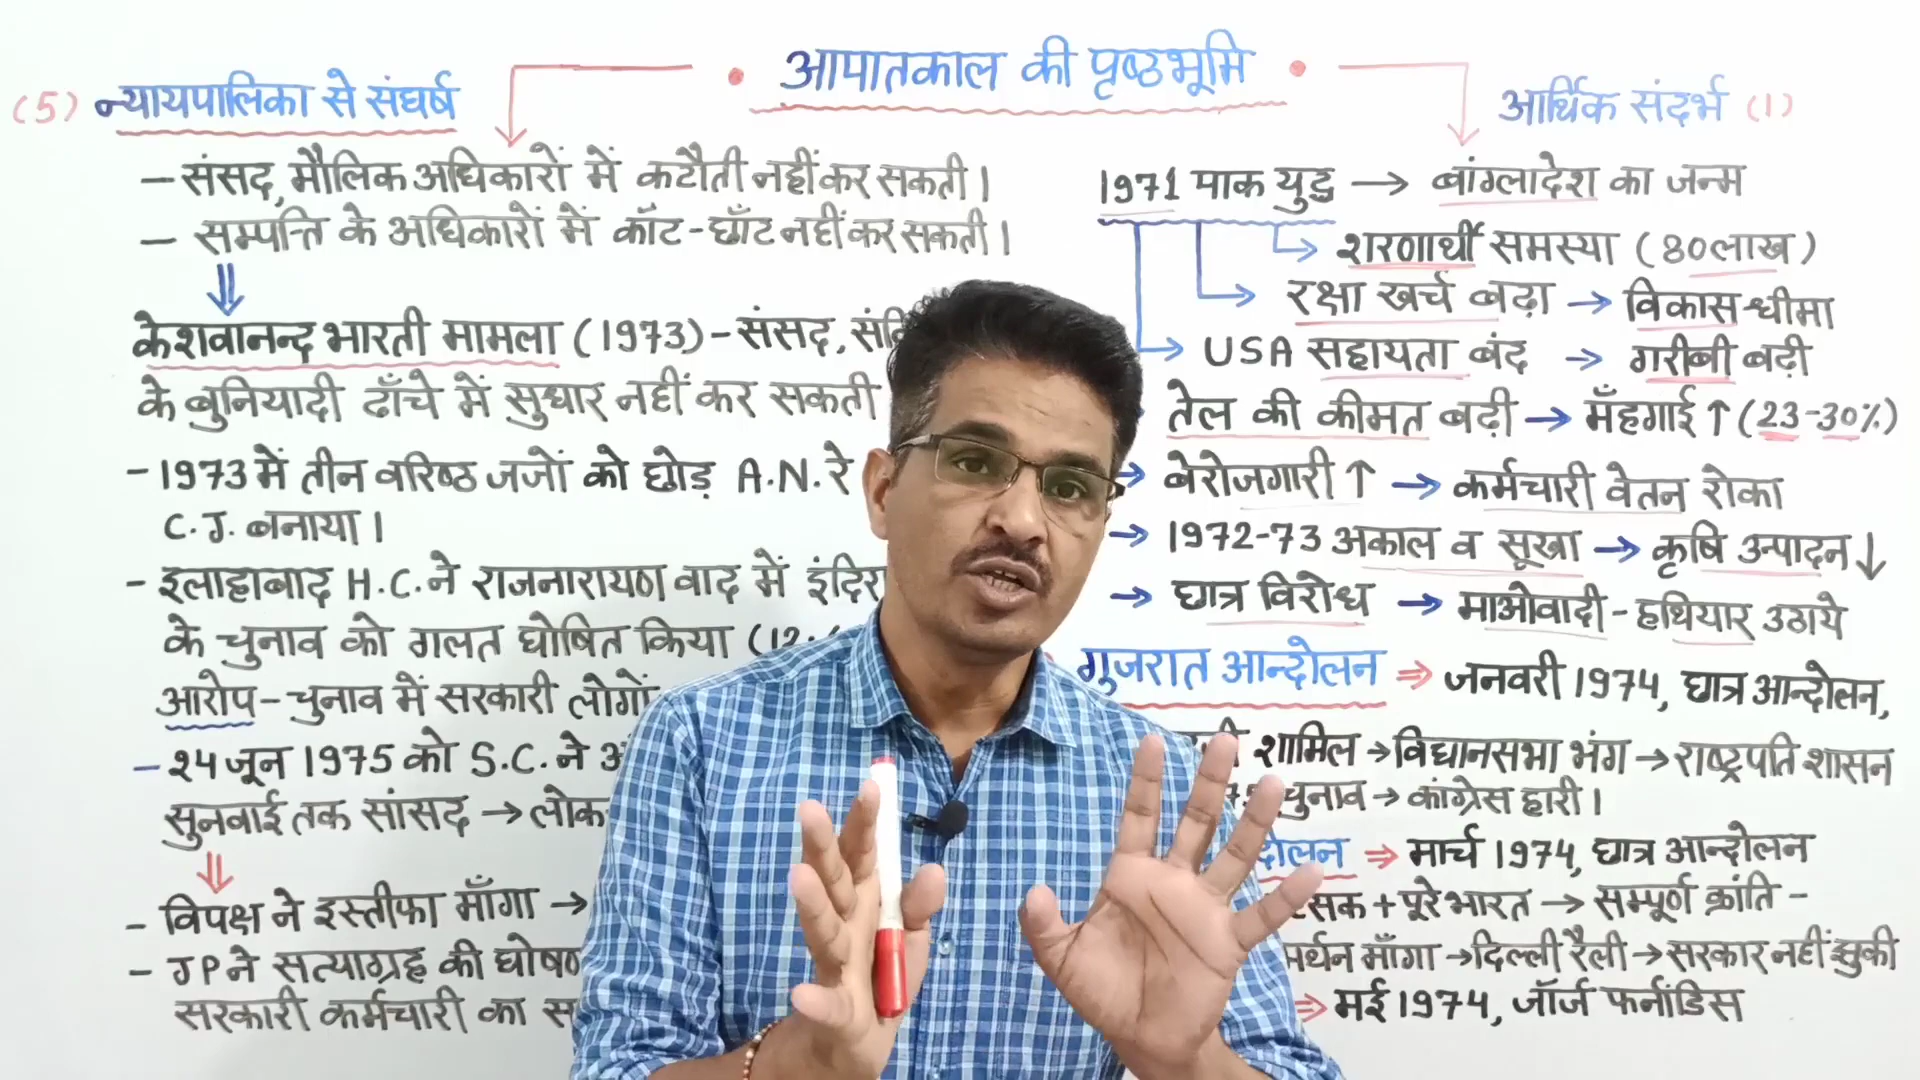 • आपातकाल की पृष्ठभूमि •
(5) न्यायपालिका से संघर्ष
– संसद, मौलिक अधिकारों में कटौती नहीं कर सकती।
– सम्पत्ति के अधिकारों में काँट-छाँट नहीं कर सकती।
केशवानन्द भारती मामला (1973) – संसद,
के बुनियादी ढाँचे में सुधार नहीं कर सकती
- 1973 में तीन वरिष्ठ जजों को छोड़ A.N. रे
C.J. बनाया।
- इलाहाबाद H.C. ने राजनारायण वाद में
के चुनाव को गलत घोषित किया (12.
आरोप – चुनाव में सरकारी लोगों
– 24 जून 1975 को S.C. ने
सुनवाई तक सांसद →
- विपक्ष ने इस्तीफा माँगा →
- JP ने सत्याग्रह की
सरकारी कर्मचारी का
आर्थिक संदर्भ (1)
1971 पाक युद्ध → बांग्लादेश का जन्म
→ शरणार्थी समस्या (80 लाख)
→ रक्षा खर्च बढ़ा → विकास धीमा
→ USA सहायता बंद → गरीबी बढ़ी
तेल की कीमत बढ़ी → मँहगाई ↑ (23-30%)
→ बेरोजगारी ↑ → कर्मचारी वेतन रोका
→ 1972-73 अकाल व सूखा → कृषि उत्पादन ↓
→ छात्र विरोध → माओवादी - हथियार उठाये
गुजरात आन्दोलन ⇒ जनवरी 1974, छात्र आन्दोलन,
शामिल → विधानसभा भंग → राष्ट्रपति शासन
चुनाव → कांग्रेस हारी।
⇒ मार्च 1974, छात्र आन्दोलन
+ पूरे भारत → सम्पूर्ण क्रांति -
माँगा → दिल्ली रैली → सरकार नहीं झुकी
⇒ मई 1974, जॉर्ज फर्नांडिस